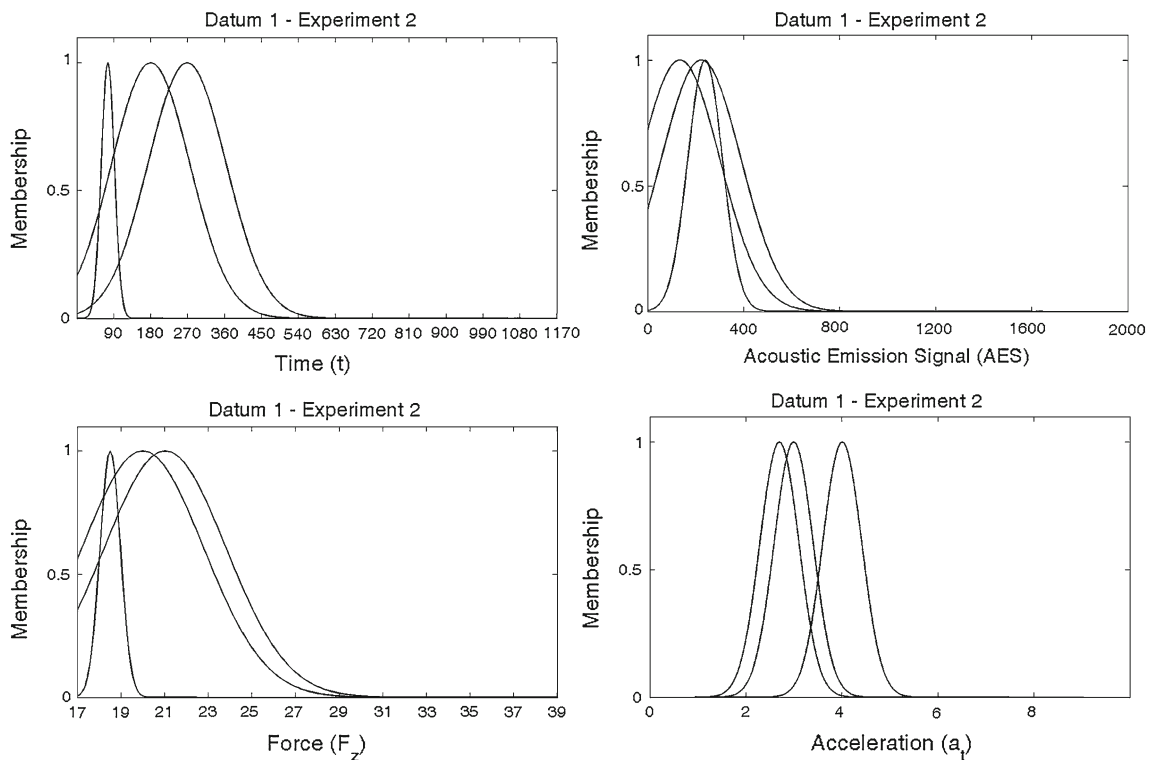 Datum 1 - Experiment 2
1
0.5
0
Membership
90 180 270 360 450 540 630 720 810 900 990 1080 1170
Time (t)
Datum 1 - Experiment 2
1
0.5
0
Membership
0 400 800 1200 1600 2000
Acoustic Emission Signal (AES)
Datum 1 - Experiment 2
1
0.5
0
Membership
17 19 21 23 25 27 29 31 33 35 37 39
Force (F_z)
Datum 1 - Experiment 2
1
0.5
0
Membership
0 2 4 6 8
Acceleration (a_t)